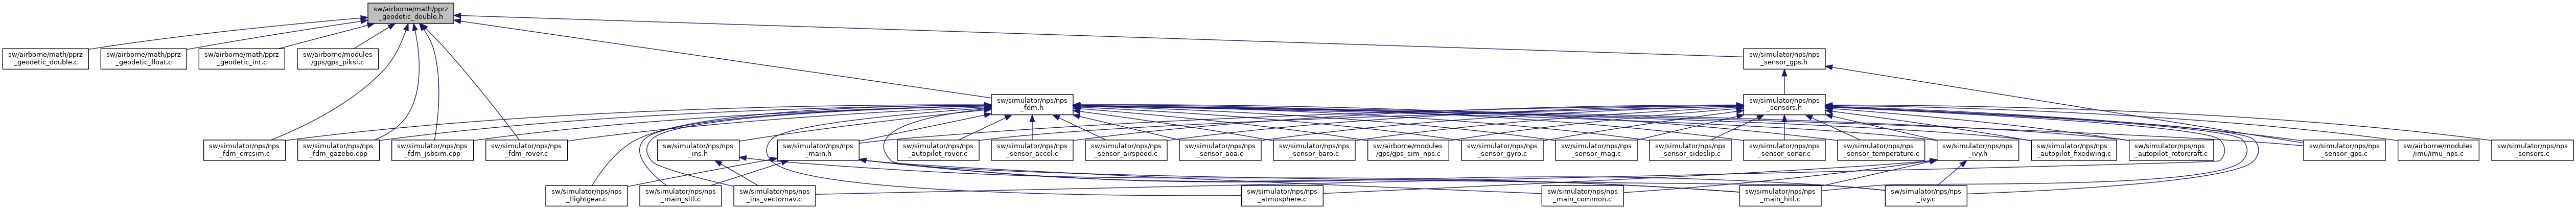 sw/airborne/math/pprz
_geodetic_double.h
sw/airborne/math/pprz
_geodetic_double.c
sw/airborne/math/pprz
_geodetic_float.c
sw/airborne/math/pprz
_geodetic_int.c
sw/airborne/modules
/gps/gps_piksi.c
sw/simulator/nps/nps
_sensor_gps.h
sw/simulator/nps/nps
_fdm.h
sw/simulator/nps/nps
_sensors.h
sw/simulator/nps/nps
_fdm_crrcsim.c
sw/simulator/nps/nps
_fdm_gazebo.cpp
sw/simulator/nps/nps
_fdm_jsbsim.cpp
sw/simulator/nps/nps
_fdm_rover.c
sw/simulator/nps/nps
_ins.h
sw/simulator/nps/nps
_main.h
sw/simulator/nps/nps
_autopilot_rover.c
sw/simulator/nps/nps
_sensor_accel.c
sw/simulator/nps/nps
_sensor_airspeed.c
sw/simulator/nps/nps
_sensor_aoa.c
sw/simulator/nps/nps
_sensor_baro.c
sw/airborne/modules
/gps/gps_sim_nps.c
sw/simulator/nps/nps
_sensor_gyro.c
sw/simulator/nps/nps
_sensor_mag.c
sw/simulator/nps/nps
_sensor_sideslip.c
sw/simulator/nps/nps
_sensor_sonar.c
sw/simulator/nps/nps
_sensor_temperature.c
sw/simulator/nps/nps
_ivy.h
sw/simulator/nps/nps
_autopilot_fixedwing.c
sw/simulator/nps/nps
_autopilot_rotorcraft.c
sw/simulator/nps/nps
_sensor_gps.c
sw/airborne/modules
/imu/imu_nps.c
sw/simulator/nps/nps
_sensors.c
sw/simulator/nps/nps
_flightgear.c
sw/simulator/nps/nps
_main_sitl.c
sw/simulator/nps/nps
_ins_vectornav.c
sw/simulator/nps/nps
_atmosphere.c
sw/simulator/nps/nps
_main_common.c
sw/simulator/nps/nps
_main_hitl.c
sw/simulator/nps/nps
_ivy.c